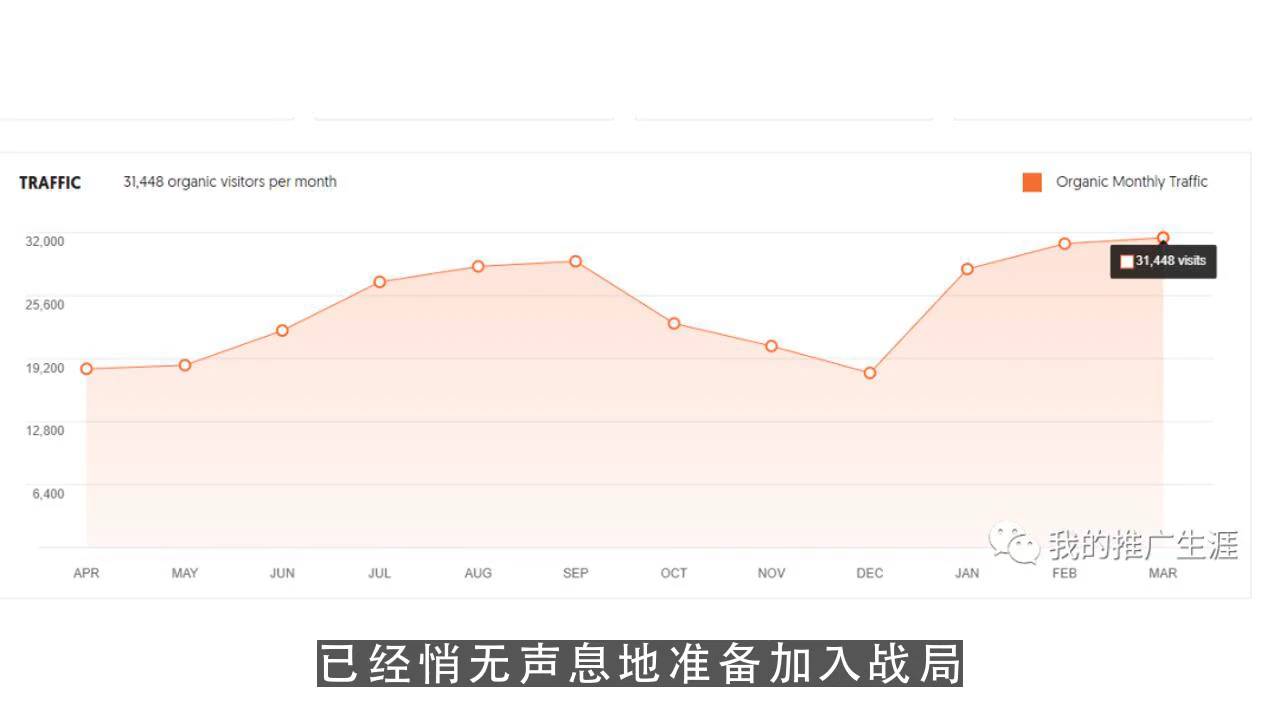 TRAFFIC 31,448 organic visitors per month Organic Monthly Traffic
32,000
31,448 visits
25,600
19,200
12,800
6,400
我的推广生涯
APR MAY JUN JUL AUG SEP OCT NOV DEC JAN FEB MAR
已经悄无声息地准备加入战局